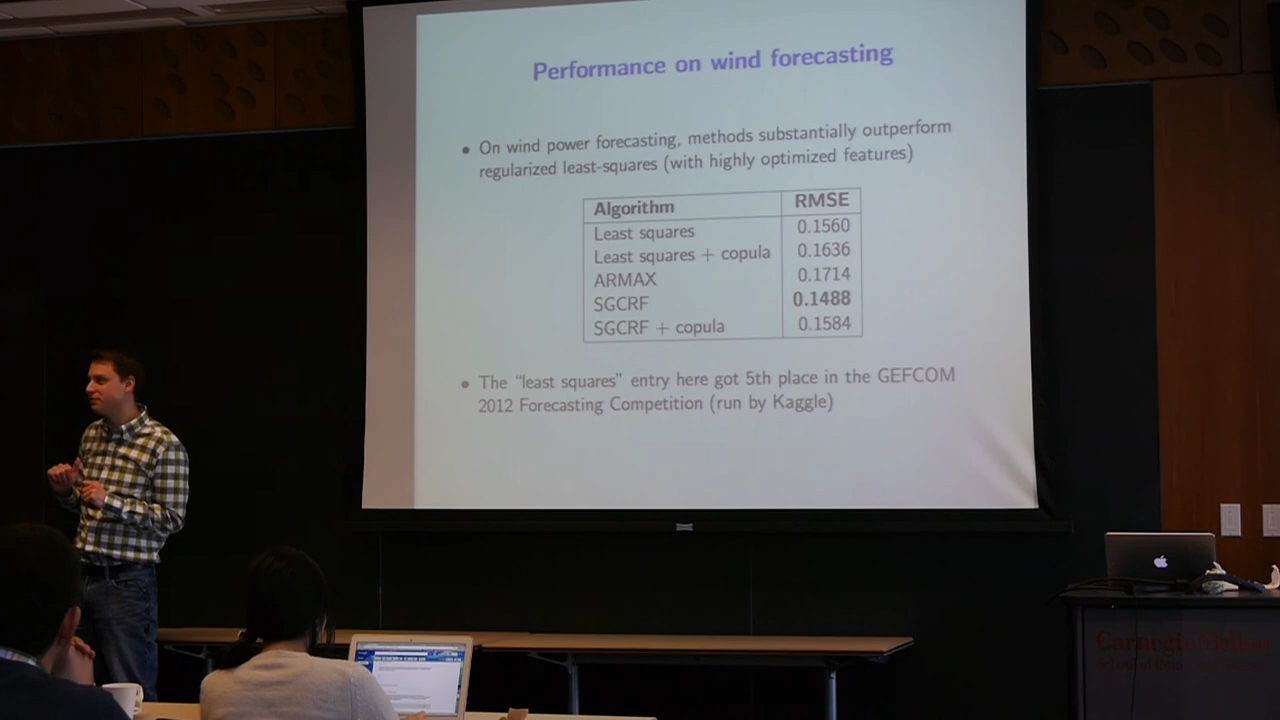 Performance on wind forecasting
• On wind power forecasting, methods substantially outperform
regularized least-squares (with highly optimized features)
Algorithm RMSE
Least squares 0.1560
Least squares + copula 0.1636
ARMAX 0.1714
SGCRF 0.1488
SGCRF + copula 0.1584
• The "least squares" entry here got 5th place in the GEFCOM
2012 Forecasting Competition (run by Kaggle)
Carnegie Mellon